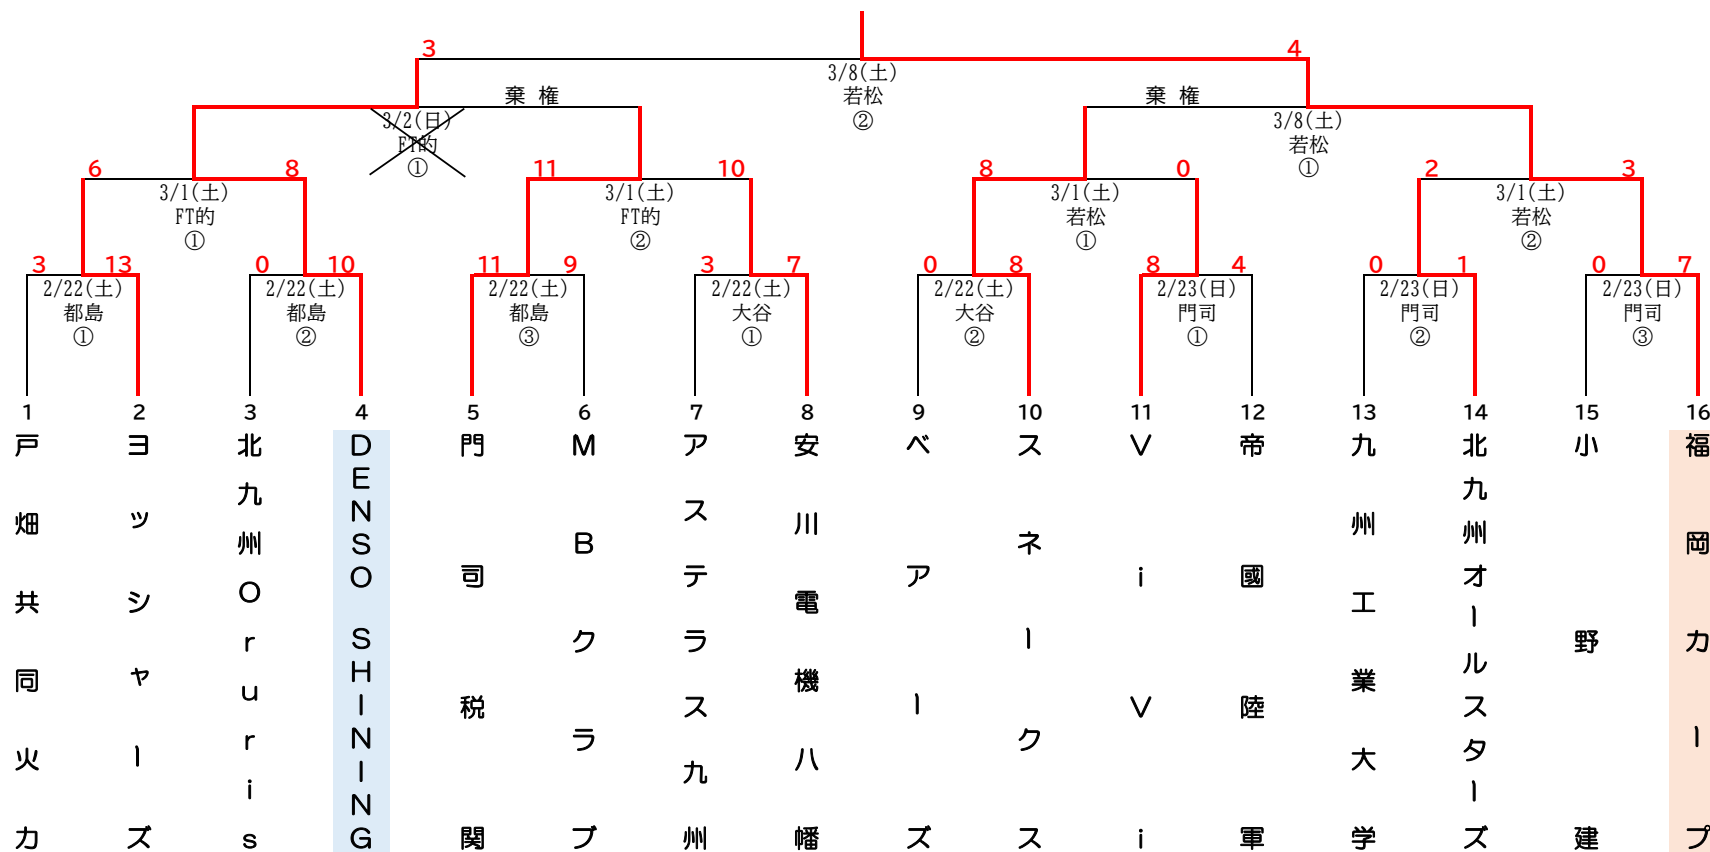 3 4
3/8(土)
若松
②
棄 権 棄 権
3/2(日)
FT的
①
3/8(土)
若松
①
6 8 11 10 8 0 2 3
3/1(土) 3/1(土) 3/1(土) 3/1(土)
FT的 FT的 若松 若松
① ② ① ②
3 13 0 10 11 9 3 7 0 8 8 4 0 1 0 7
2/22(土) 2/22(土) 2/22(土) 2/22(土) 2/22(土) 2/23(日) 2/23(日) 2/23(日)
都島 都島 都島 大谷 大谷 門司 門司 門司
① ② ③ ① ② ① ② ③
1 2 3 4 5 6 7 8 9 10 11 12 13 14 15 16
戸畑共同火力
ヨッシャーズ
北九州Oruris
DENSO SHINING
門司税関
MBクラブ
アステラス九州
安川電機八幡
ベアーズ
スネークス
ViVi
帝國陸軍
九州工業大学
北九州オールスターズ
小野建
福岡カープ